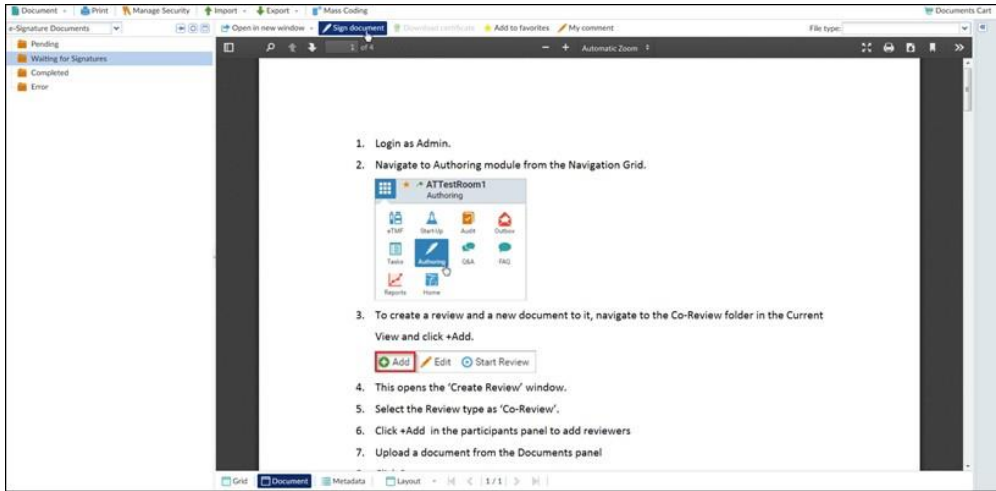 Document Print Manage Security Import Export Mass Coding Documents Cart
e-Signature Documents Open in new window Sign document Download certificate Add to favorites My comment File type:
Pending
Waiting for Signatures
Completed
Error
1 of 4 Automatic Zoom
1. Login as Admin.
2. Navigate to Authoring module from the Navigation Grid.
ATTestRoom1
Authoring
eTMF Start-Up Audit Outbox
Tasks Authoring Q&A FAQ
Reports Home
3. To create a review and a new document to it, navigate to the Co-Review folder in the Current
View and click +Add.
Add Edit Start Review
4. This opens the ‘Create Review’ window.
5. Select the Review type as ‘Co-Review’.
6. Click +Add in the participants panel to add reviewers
7. Upload a document from the Documents panel
Grid Document Metadata Layout 1 / 1